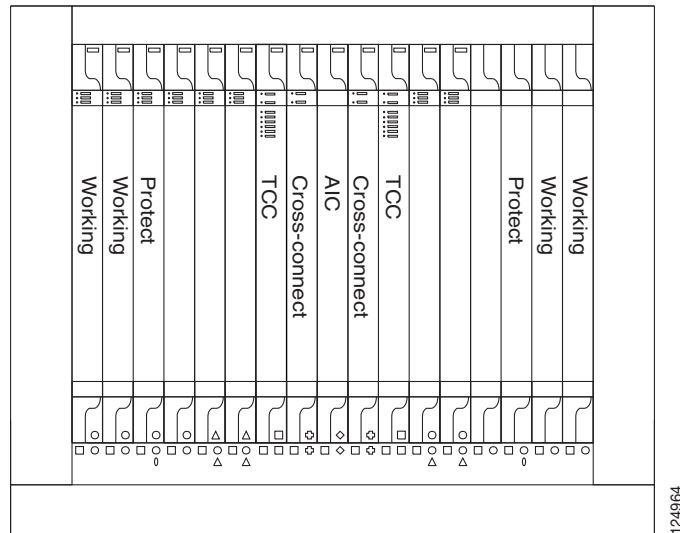 Working
Working
Protect
TCC
Cross-connect
AIC
Cross-connect
TCC
Protect
Working
Working
124964